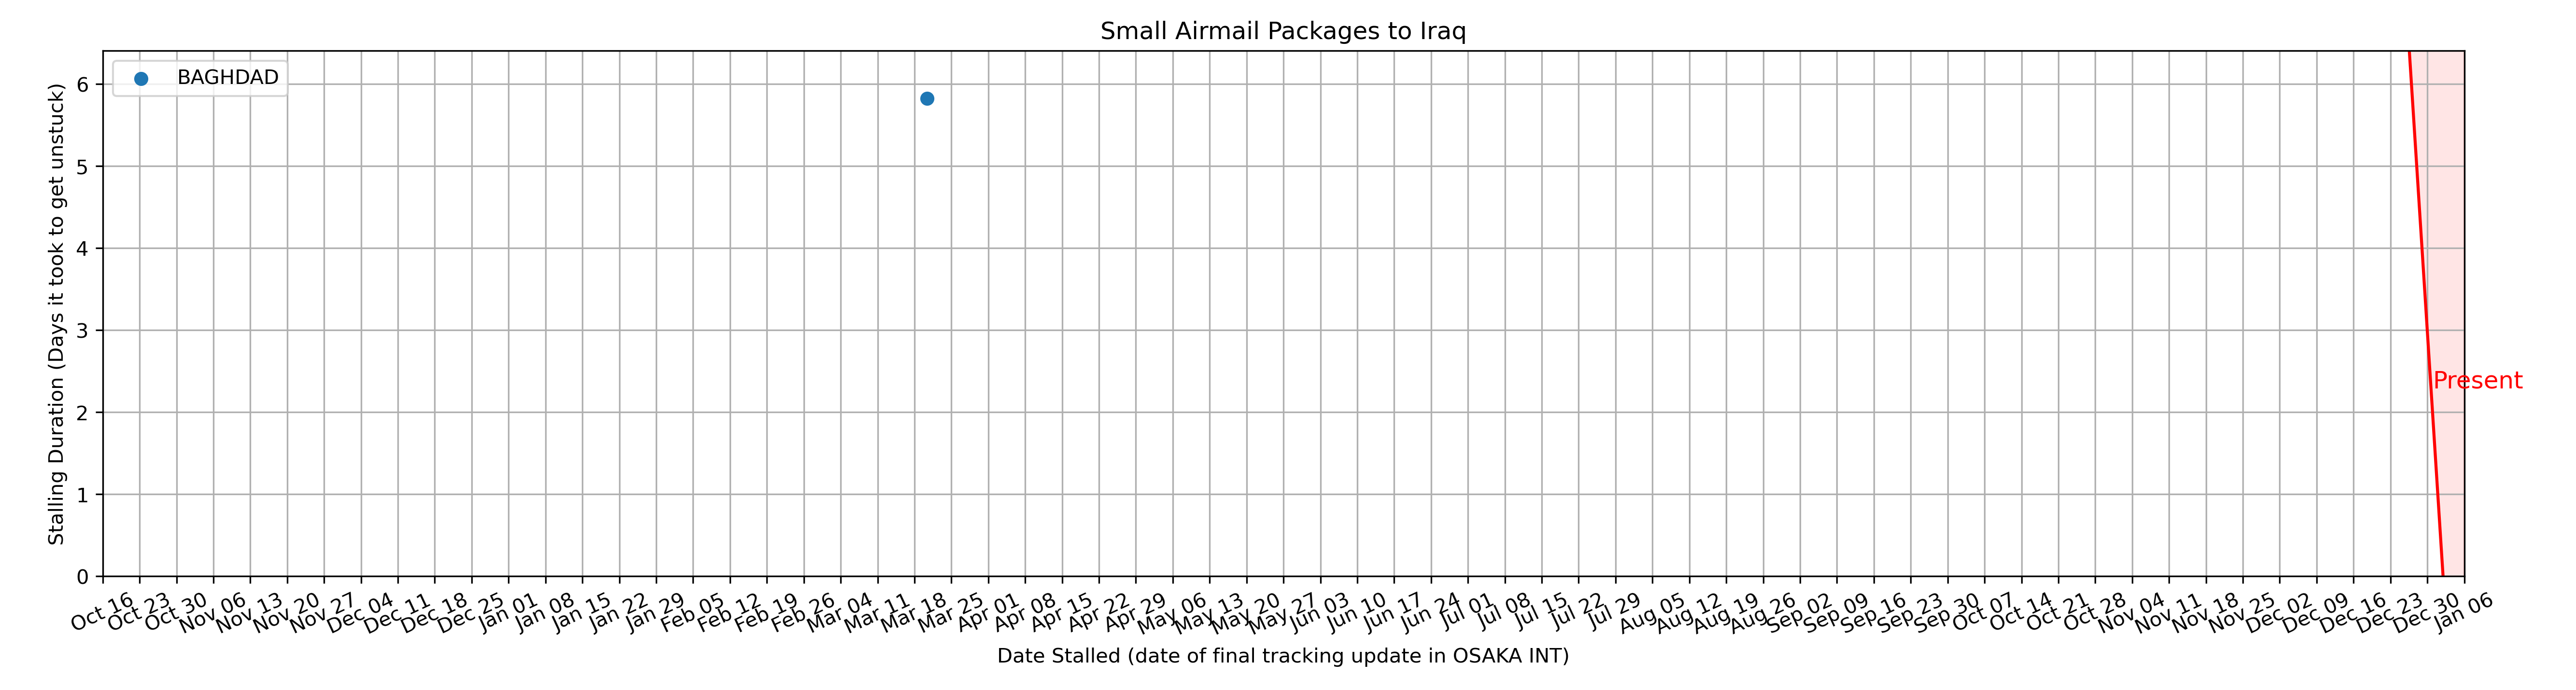 Small Airmail Packages to Iraq
BAGHDAD
Stalling Duration (Days it took to get unstuck)
6
5
4
3
2
1
0
Present
Oct 16
Oct 23
Oct 30
Nov 06
Nov 13
Nov 20
Nov 27
Dec 04
Dec 11
Dec 18
Dec 25
Jan 01
Jan 08
Jan 15
Jan 22
Jan 29
Feb 05
Feb 12
Feb 19
Feb 26
Mar 04
Mar 11
Mar 18
Mar 25
Apr 01
Apr 08
Apr 15
Apr 22
Apr 29
May 06
May 13
May 20
May 27
Jun 03
Jun 10
Jun 17
Jun 24
Jul 01
Jul 08
Jul 15
Jul 22
Jul 29
Aug 05
Aug 12
Aug 19
Aug 26
Sep 02
Sep 09
Sep 16
Sep 23
Sep 30
Oct 07
Oct 14
Oct 21
Oct 28
Nov 04
Nov 11
Nov 18
Nov 25
Dec 02
Dec 09
Dec 16
Dec 23
Dec 30
Jan 06
Date Stalled (date of final tracking update in OSAKA INT)